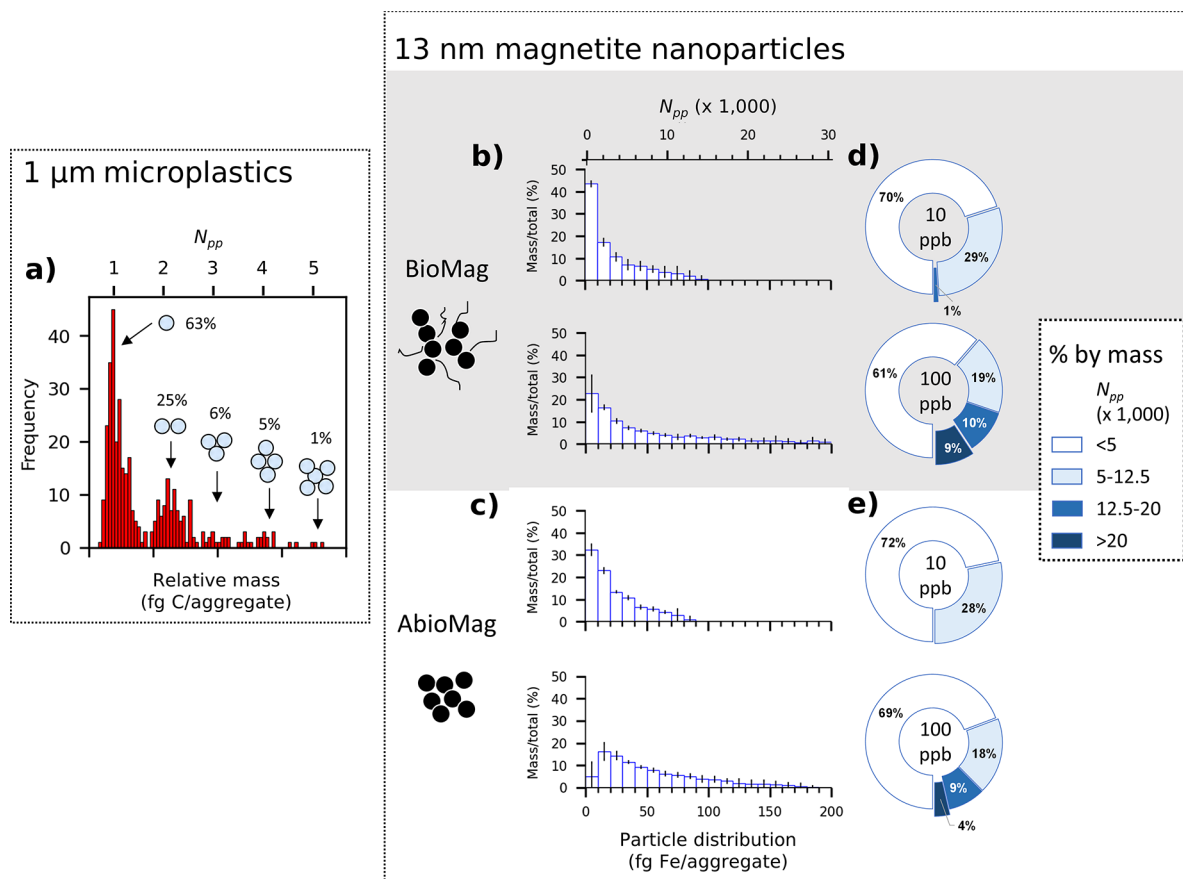 13 nm magnetite nanoparticles
1 µm microplastics
Npp
a)
1 2 3 4 5
63%
25%
6%
5%
1%
Frequency
40
30
20
10
0
Relative mass
(fg C/aggregate)
Npp (x 1,000)
0 10 20 30
b)
BioMag
Mass/total (%)
50
40
30
20
10
0
Mass/total (%)
50
40
30
20
10
0
d)
70%
10
ppb
29%
1%
61%
100
ppb
19%
10%
9%
c)
AbioMag
Mass/total (%)
50
40
30
20
10
0
Mass/total (%)
50
40
30
20
10
0
0 50 100 150 200
Particle distribution
(fg Fe/aggregate)
e)
72%
10
ppb
28%
69%
100
ppb
18%
9%
4%
% by mass
Npp
(x 1,000)
<5
5-12.5
12.5-20
>20